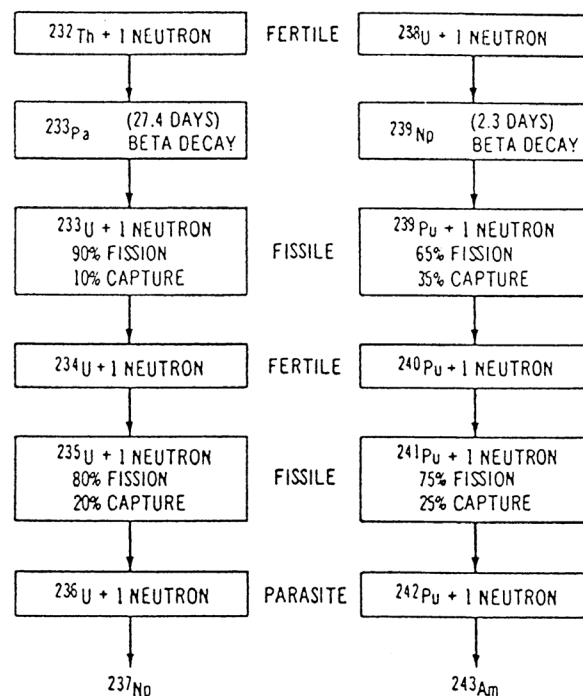 ²³²Th + 1 NEUTRON FERTILE ²³⁸U + 1 NEUTRON
²³³Pa (27.4 DAYS) BETA DECAY
²³⁹Np (2.3 DAYS) BETA DECAY
²³³U + 1 NEUTRON
90% FISSION
10% CAPTURE
FISSILE
²³⁹Pu + 1 NEUTRON
65% FISSION
35% CAPTURE
²³⁴U + 1 NEUTRON FERTILE ²⁴⁰Pu + 1 NEUTRON
²³⁵U + 1 NEUTRON
80% FISSION
20% CAPTURE
FISSILE
²⁴¹Pu + 1 NEUTRON
75% FISSION
25% CAPTURE
²³⁶U + 1 NEUTRON PARASITE ²⁴²Pu + 1 NEUTRON
²³⁷Np ²⁴³Am